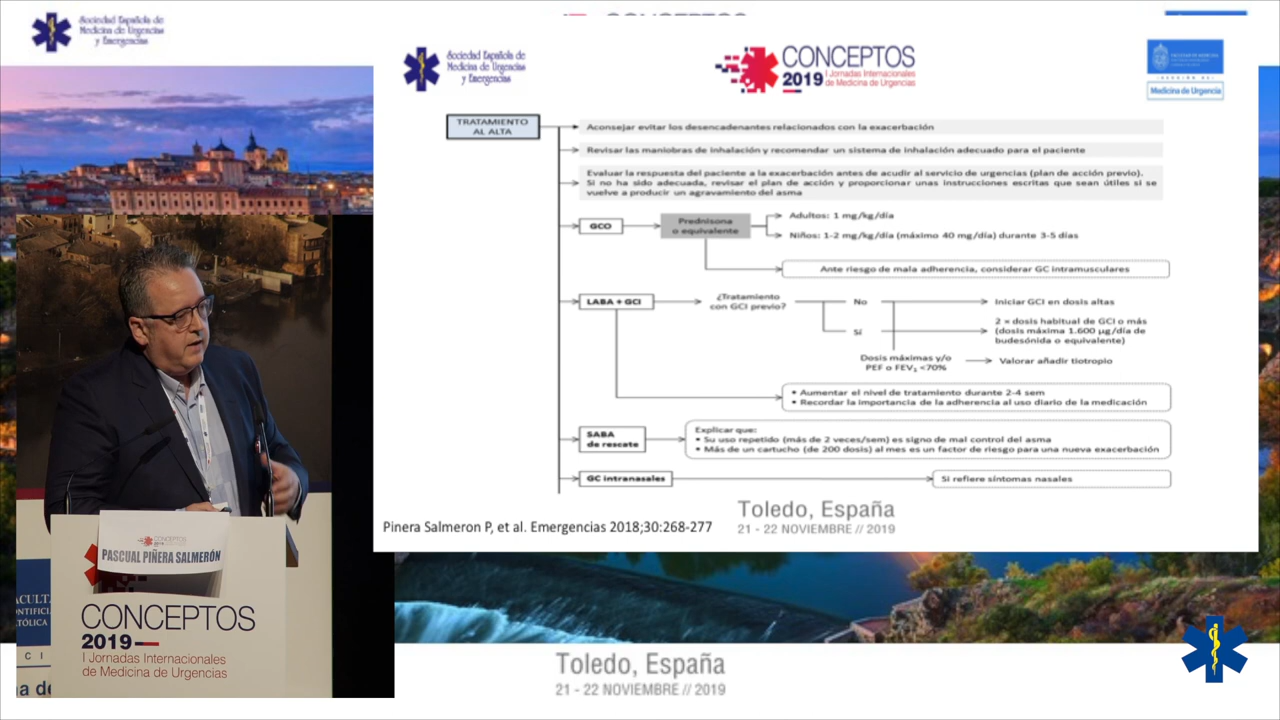 Sociedad Española de
Medicina de Urgencias
y Emergencias
Sociedad Española de
Medicina de Urgencias
y Emergencias
CONCEPTOS
2019
I Jornadas Internacionales
de Medicina de Urgencias
FACULTAD DE MEDICINA
Medicina de Urgencia
TRATAMIENTO
AL ALTA
Aconsejar evitar los desencadenantes relacionados con la exacerbación
Revisar las maniobras de inhalación y recomendar un sistema de inhalación adecuado para el paciente
Evaluar la respuesta del paciente a la exacerbación antes de acudir al servicio de urgencias (plan de acción previo).
Si no ha sido adecuada, revisar el plan de acción y proporcionar unas instrucciones escritas que sean útiles si se
vuelve a producir un agravamiento del asma
GCO
Prednisona
o equivalente
Adultos: 1 mg/kg/día
Niños: 1-2 mg/kg/día (máximo 40 mg/día) durante 3-5 días
Ante riesgo de mala adherencia, considerar GC intramusculares
LABA + GCI
¿Tratamiento
con GCI previo?
No
Iniciar GCI en dosis altas
Sí
2 = dosis habitual de GCI o más
(dosis máxima 1.600 µg/día de
budesónida o equivalente)
Dosis máximas y/o
PEF o FEV₁ <70%
Valorar añadir tiotropio
• Aumentar el nivel de tratamiento durante 2-4 sem
• Recordar la importancia de la adherencia al uso diario de la medicación
SABA
de rescate
Explicar que:
• Su uso repetido (más de 2 veces/sem) es signo de mal control del asma
• Más de un cartucho (de 200 dosis) al mes es un factor de riesgo para una nueva exacerbación
GC intranasales
Si refiere síntomas nasales
Pinera Salmeron P, et al. Emergencias 2018;30:268-277
Toledo, España
21 - 22 NOVIEMBRE // 2019
PASCUAL PIÑERA SALMERÓN
CONCEPTOS
2019
I Jornadas Internacionales
de Medicina de Urgencias
Toledo, España
21 - 22 NOVIEMBRE // 2019